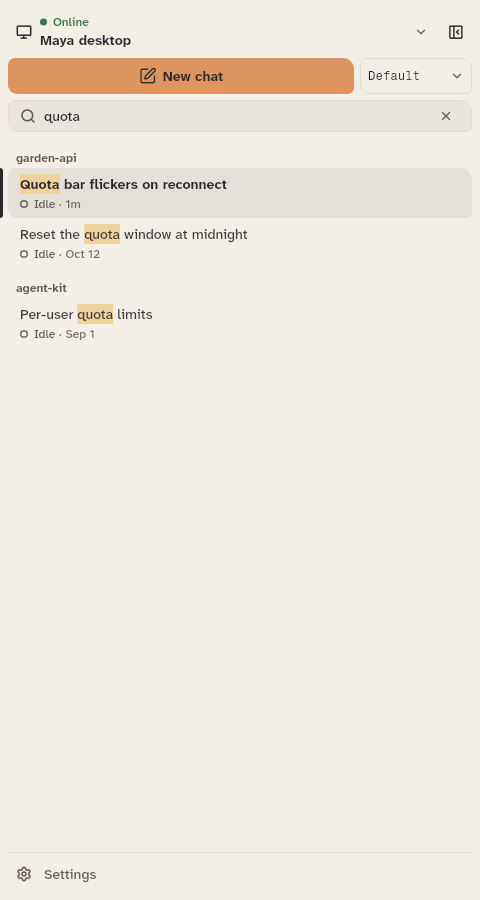 Online
Maya desktop
New chat
Default
quota
garden-api
Quota bar flickers on reconnect
Idle · 1m
Reset the quota window at midnight
Idle · Oct 12
agent-kit
Per-user quota limits
Idle · Sep 1
Settings